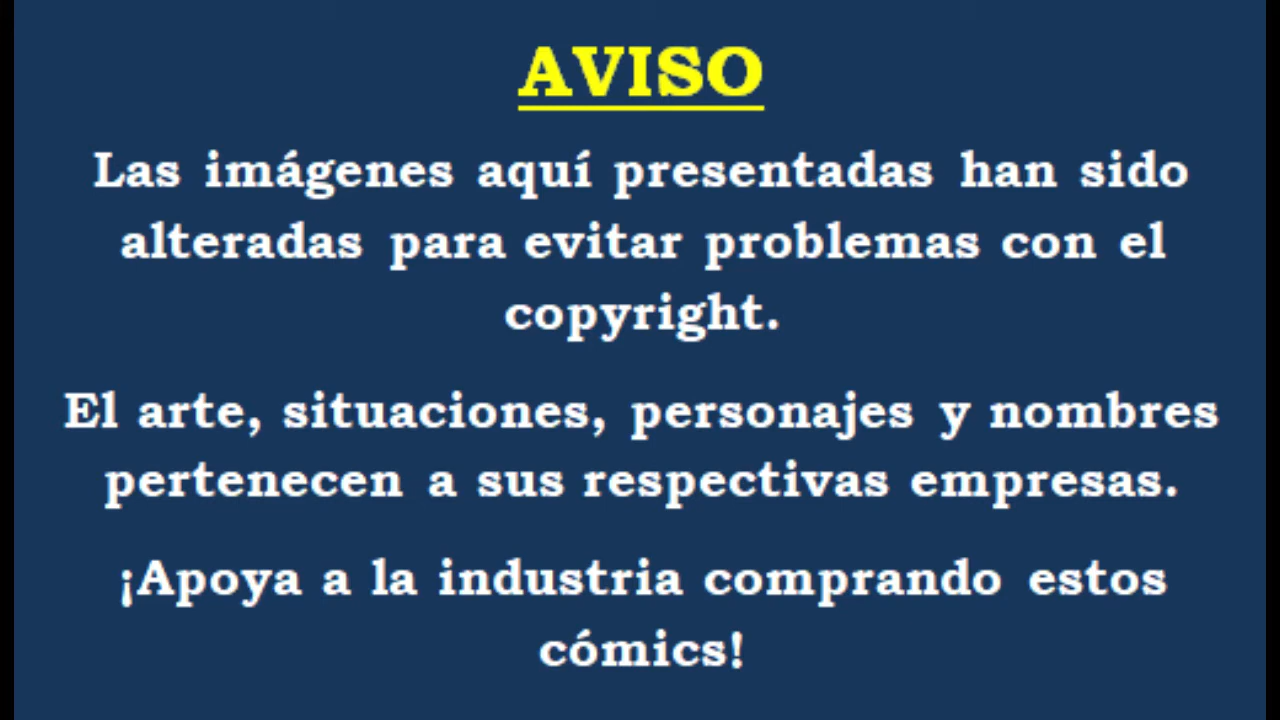 AVISO
Las imágenes aquí presentadas han sido
alteradas para evitar problemas con el
copyright.
El arte, situaciones, personajes y nombres
pertenecen a sus respectivas empresas.
¡Apoya a la industria comprando estos
cómics!